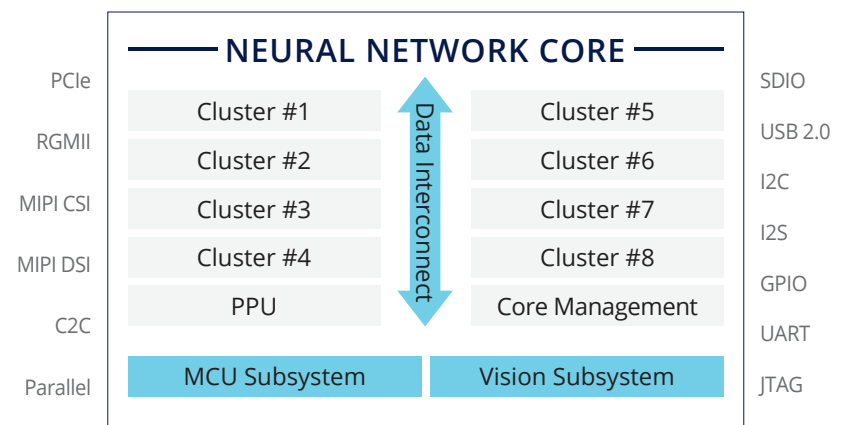 NEURAL NETWORK CORE
PCIe
RGMII
MIPI CSI
MIPI DSI
C2C
Parallel
Cluster #1
Cluster #2
Cluster #3
Cluster #4
PPU
Data Interconnect
Cluster #5
Cluster #6
Cluster #7
Cluster #8
Core Management
MCU Subsystem
Vision Subsystem
SDIO
USB 2.0
I2C
I2S
GPIO
UART
JTAG